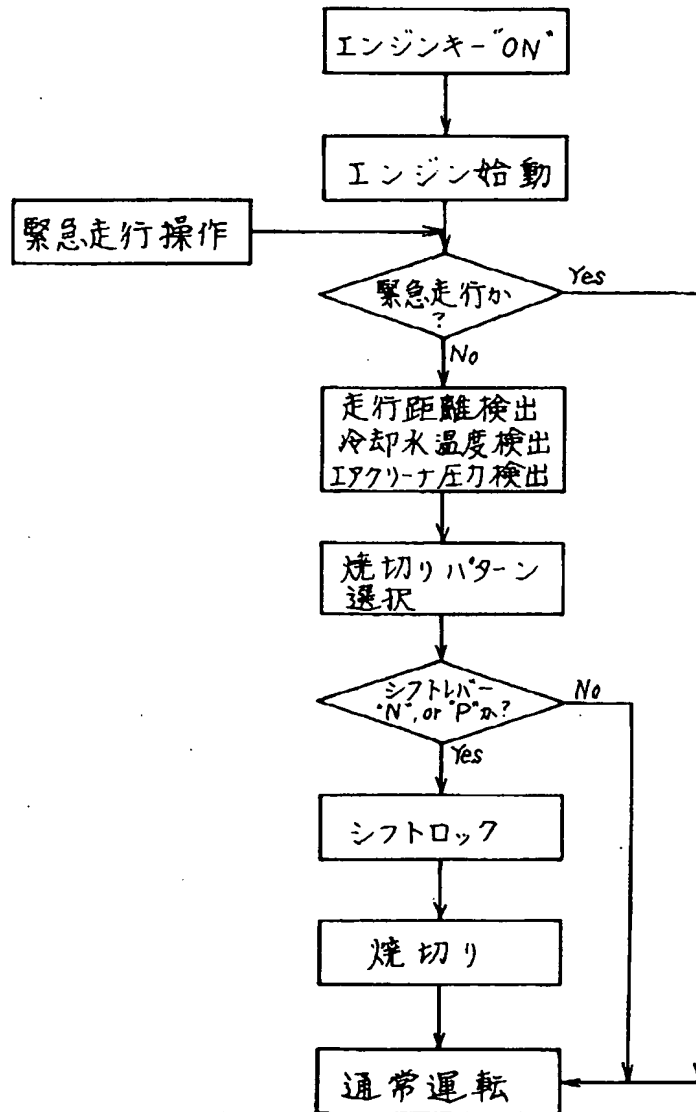 エンジンキー"ON"
エンジン始動
緊急走行操作
緊急走行か
?
Yes
No
走行距離検出
冷却水温度検出
エアクリーナ圧力検出
焼切りパターン
選択
シフトレバー
"N",or "P"か?
No
Yes
シフトロック
焼切り
通常運転